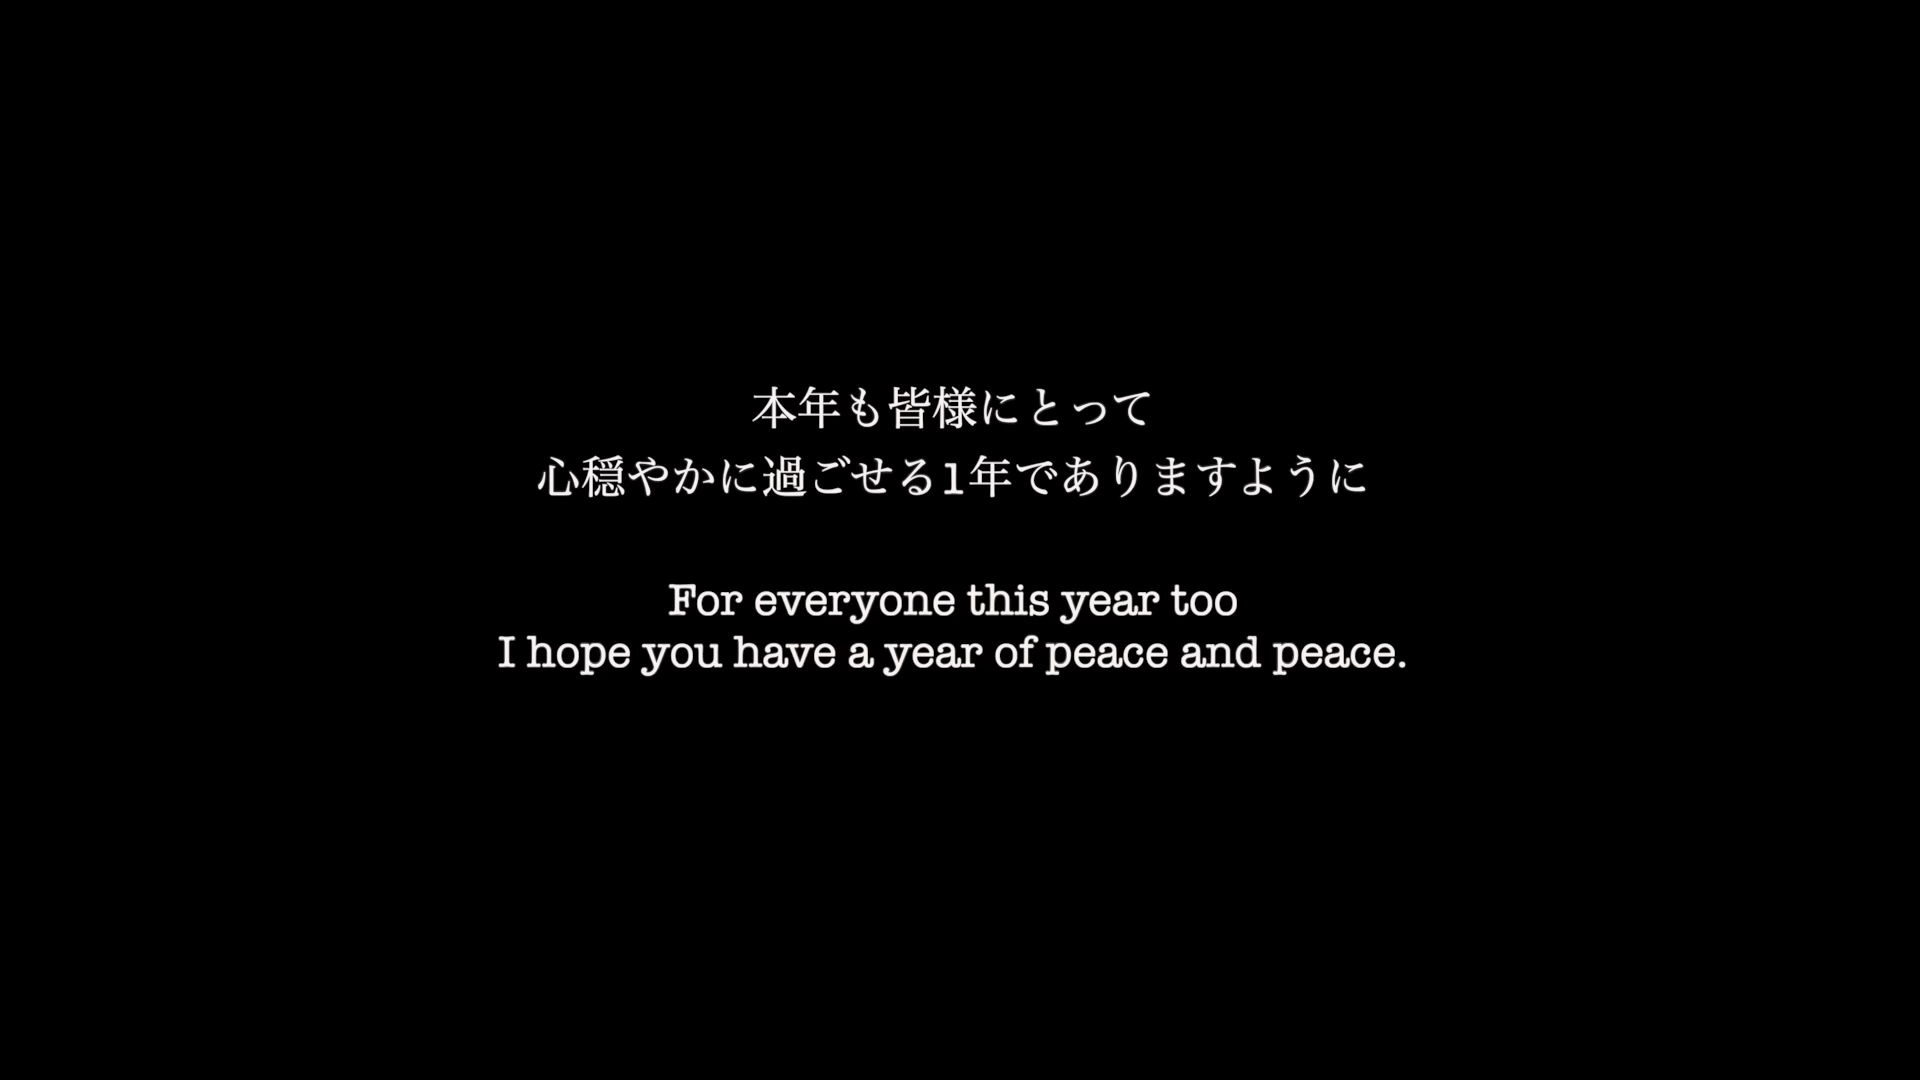 本年も皆様にとって
心穏やかに過ごせる1年でありますように
For everyone this year too
I hope you have a year of peace and peace.